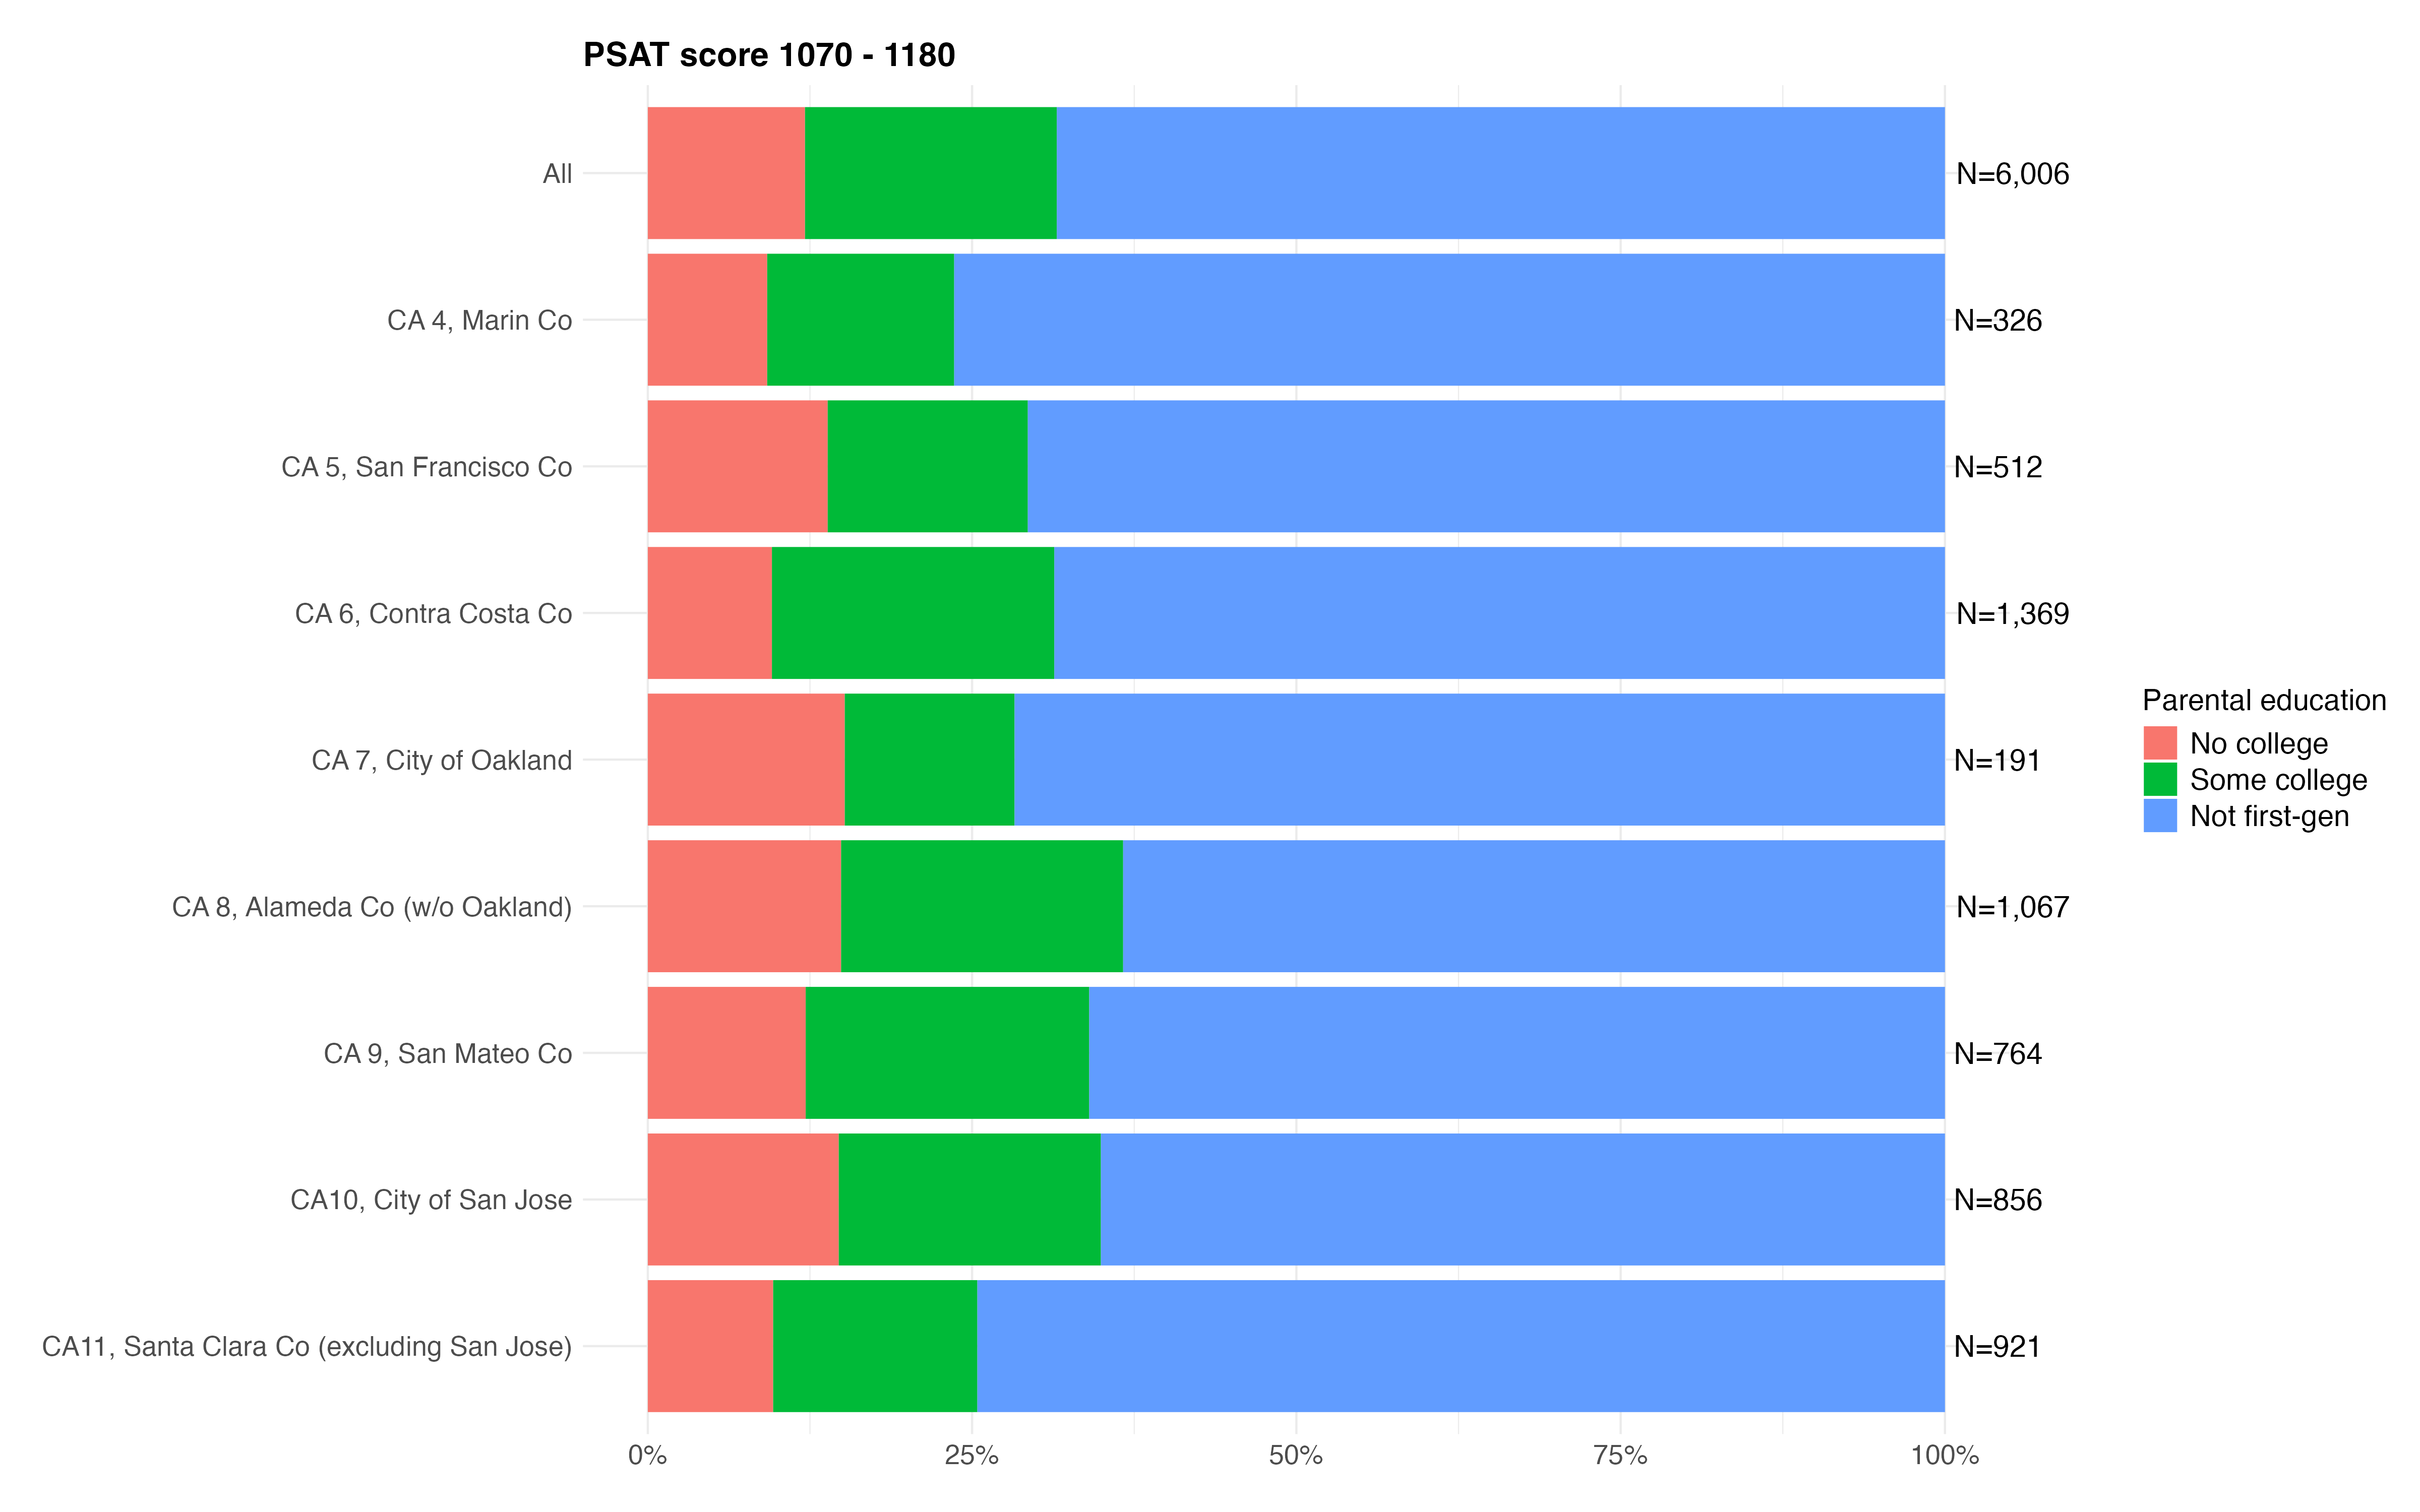 PSAT score 1070 - 1180
All
N=6,006
CA 4, Marin Co
N=326
CA 5, San Francisco Co
N=512
CA 6, Contra Costa Co
N=1,369
CA 7, City of Oakland
N=191
CA 8, Alameda Co (w/o Oakland)
N=1,067
CA 9, San Mateo Co
N=764
CA10, City of San Jose
N=856
CA11, Santa Clara Co (excluding San Jose)
N=921
0% 25% 50% 75% 100%
Parental education
No college
Some college
Not first-gen